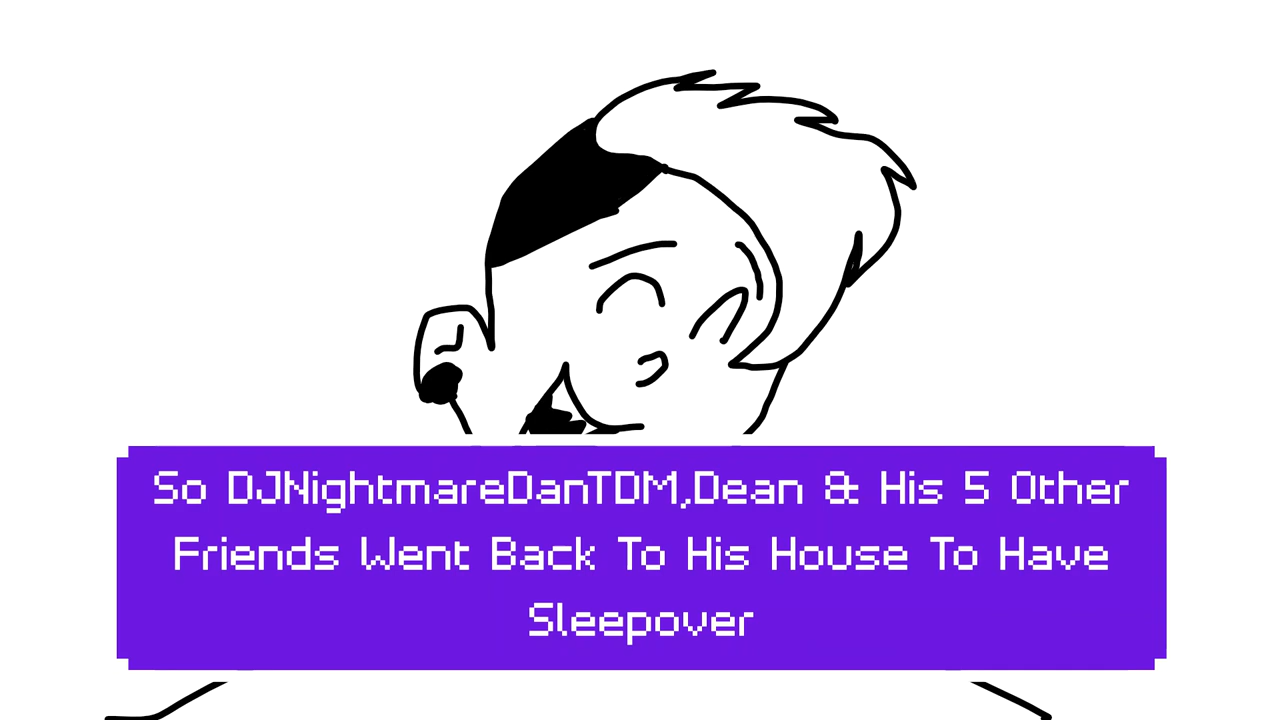 So DJNightmareDanTDM,Dean & His 5 Other
Friends Went Back To His House To Have
Sleepover